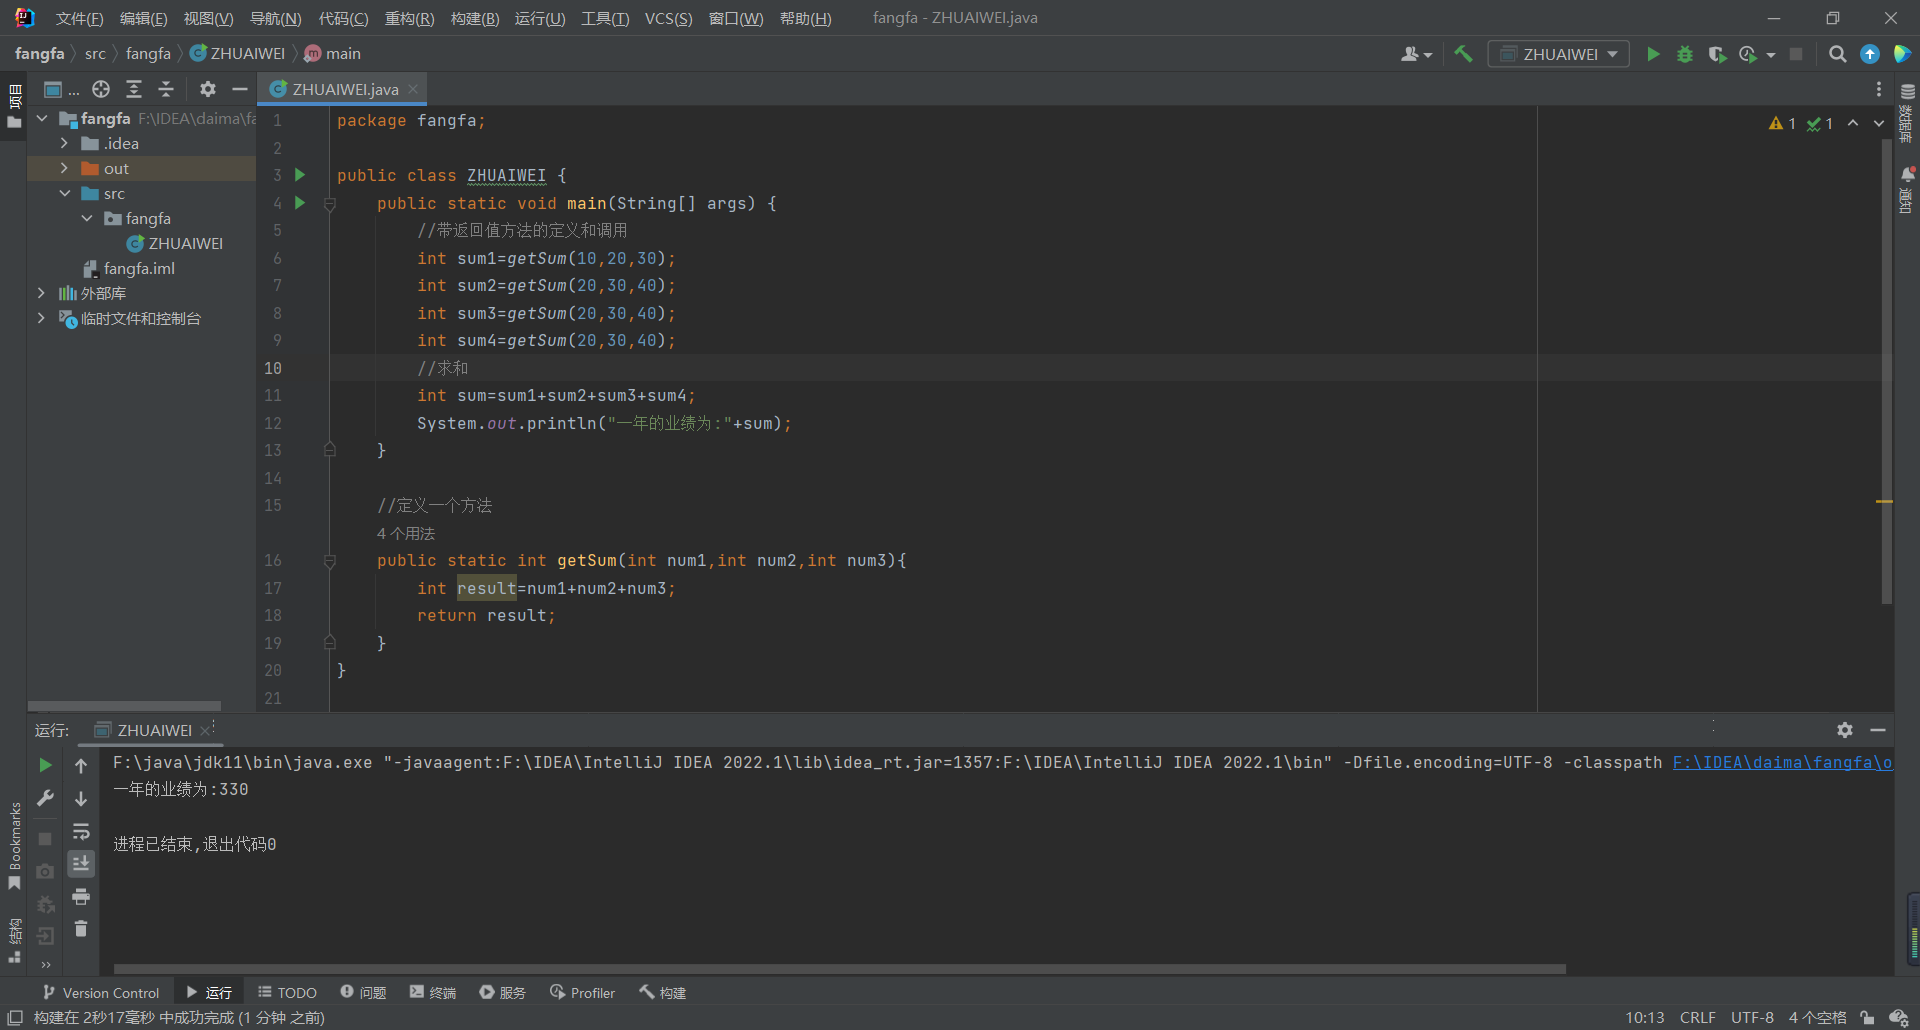 文件(F) 编辑(E) 视图(V) 导航(N) 代码(C) 重构(R) 构建(B) 运行(U) 工具(T) VCS(S) 窗口(W) 帮助(H) fangfa - ZHUAIWEI.java
fangfa src fangfa ZHUAIWEI main ZHUAIWEI
项目
...
ZHUAIWEI.java
fangfa F:\IDEA\daima\fa
.idea
out
src
fangfa
ZHUAIWEI
fangfa.iml
外部库
临时文件和控制台
1 package fangfa;
2
3 public class ZHUAIWEI {
4 public static void main(String[] args) {
5 //带返回值方法的定义和调用
6 int sum1=getSum(10,20,30);
7 int sum2=getSum(20,30,40);
8 int sum3=getSum(20,30,40);
9 int sum4=getSum(20,30,40);
10 //求和
11 int sum=sum1+sum2+sum3+sum4;
12 System.out.println("一年的业绩为:"+sum);
13 }
14
15 //定义一个方法
4 个用法
16 public static int getSum(int num1,int num2,int num3){
17 int result=num1+num2+num3;
18 return result;
19 }
20 }
21
1 1
数据库
通知
运行: ZHUAIWEI
F:\java\jdk11\bin\java.exe "-javaagent:F:\IDEA\IntelliJ IDEA 2022.1\lib\idea_rt.jar=1357:F:\IDEA\IntelliJ IDEA 2022.1\bin" -Dfile.encoding=UTF-8 -classpath F:\IDEA\daima\fangfa\o
一年的业绩为:330
进程已结束,退出代码0
Bookmarks
结构
Version Control 运行 TODO 问题 终端 服务 Profiler 构建
构建在 2秒17毫秒 中成功完成 (1 分钟 之前) 10:13 CRLF UTF-8 4 个空格